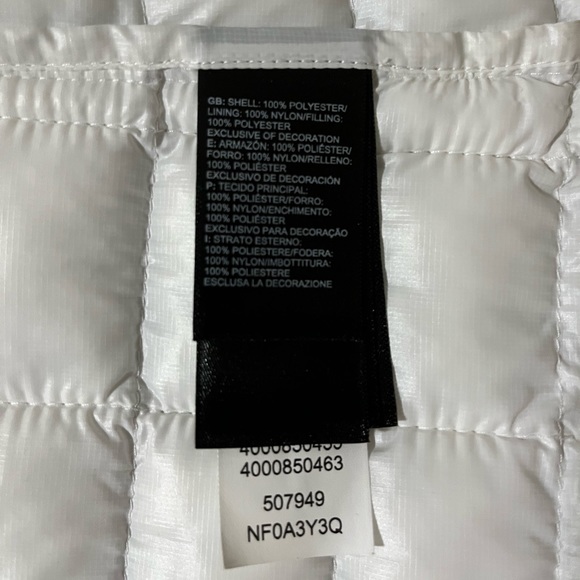 GB: SHELL: 100% POLYESTER/
LINING: 100% NYLON/FILLING:
100% POLYESTER
EXCLUSIVE OF DECORATION
E: ARMAZÓN: 100% POLIÉSTER/
FORRO: 100% NYLON/RELLENO:
100% POLIÉSTER
EXCLUSIVO DE DECORACIÓN
P: TECIDO PRINCIPAL:
100% POLIÉSTER/FORRO:
100% NYLON/ENCHIMENTO:
100% POLIÉSTER
EXCLUSIVO PARA DECORAÇÃO
I: STRATO ESTERNO:
100% POLIESTERE/FODERA:
100% NYLON/IMBOTTITURA:
100% POLIESTERE
ESCLUSA LA DECORAZIONE
4000850463
507949
NF0A3Y3Q